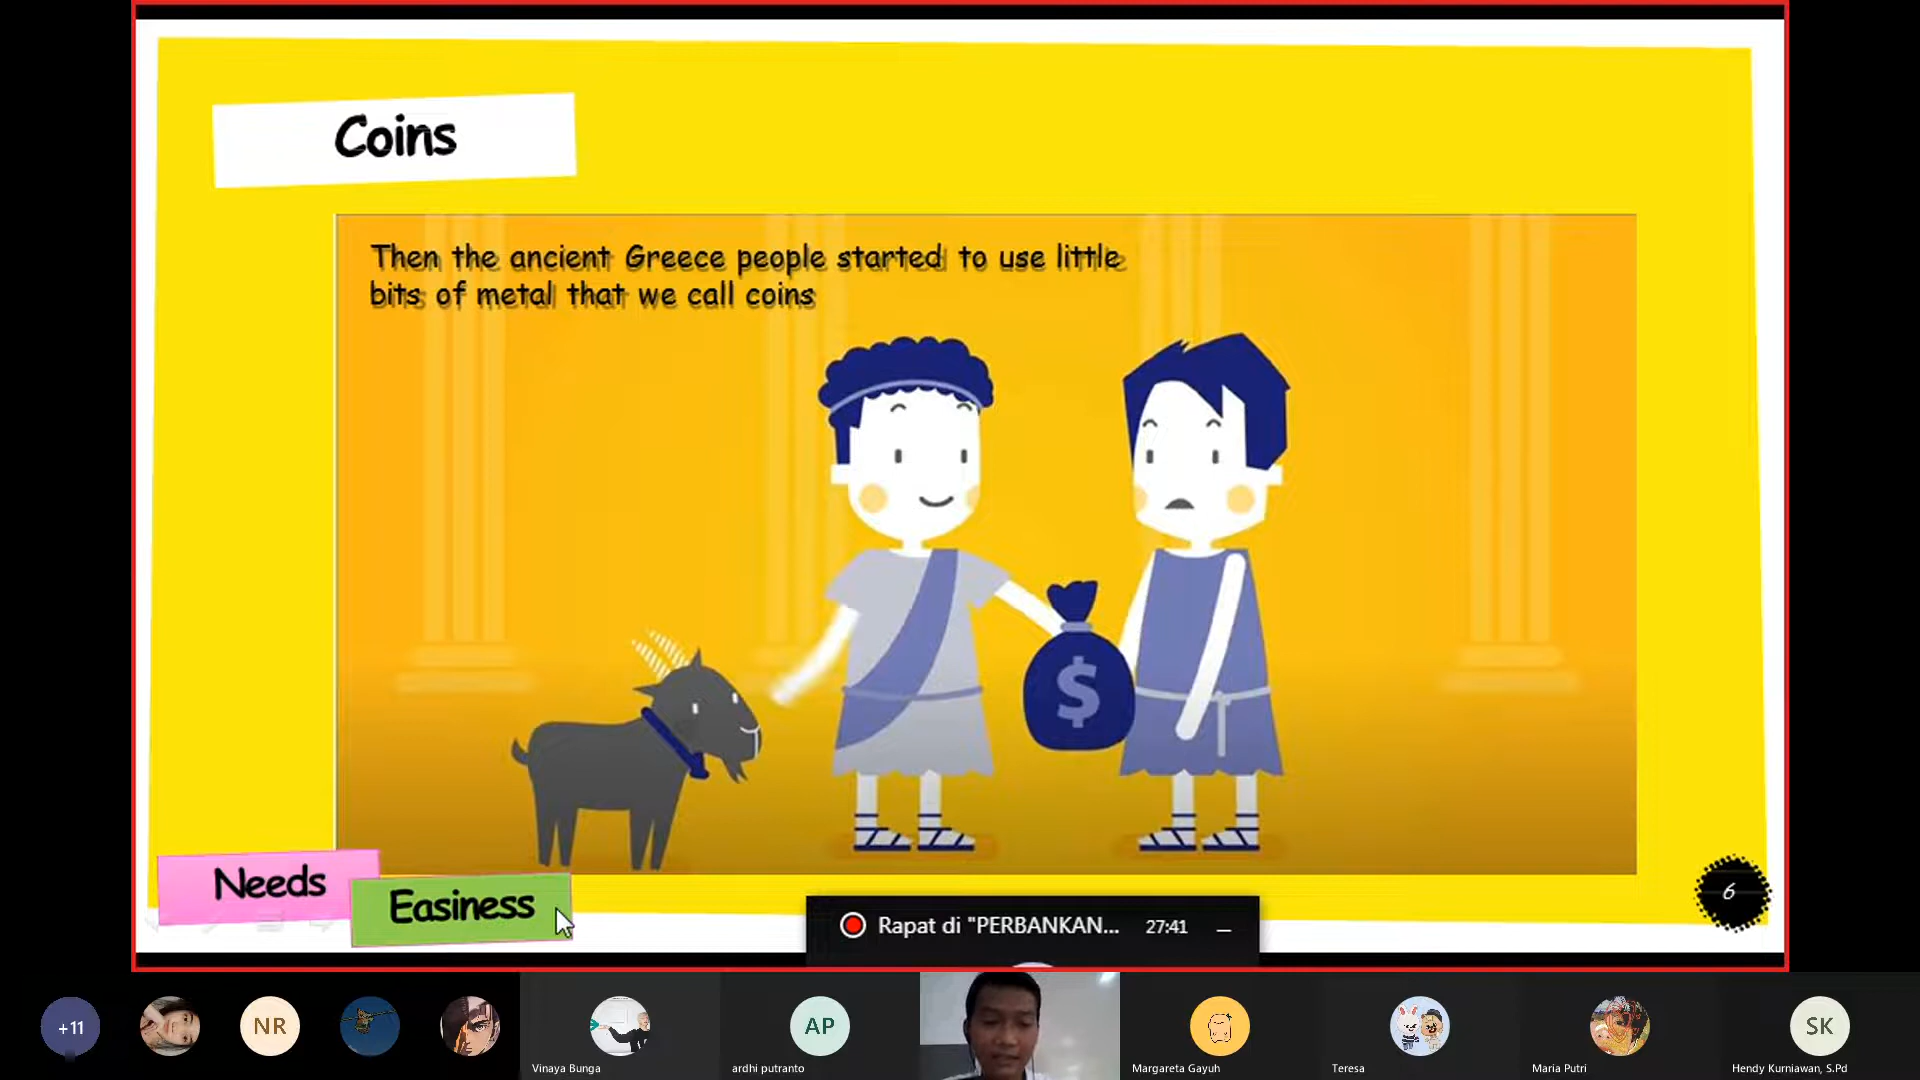 Coins
Then the ancient Greece people started to use little
bits of metal that we call coins
$
Needs
Easiness
6
Rapat di "PERBANKAN...
27:41
+11
NR
AP
SK
Vinaya Bunga
ardhi putranto
Margareta Gayuh
Teresa
Maria Putri
Hendy Kurniawan, S.Pd